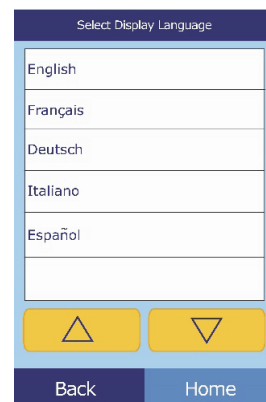 Select Display Language
English
Français
Deutsch
Italiano
Español
Back Home